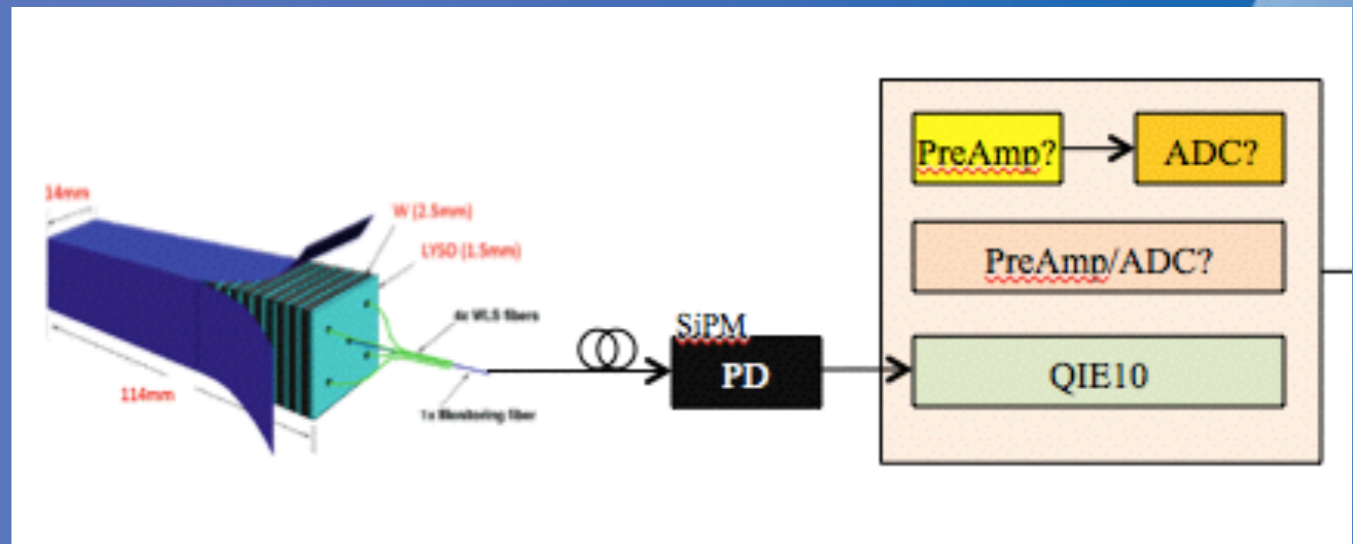 14mm
W (2.5mm)
LYSO (1.5mm)
4x WLS fibers
114mm
1x Monitoring fiber
SiPM
PD
PreAmp?
ADC?
PreAmp/ADC?
QIE10